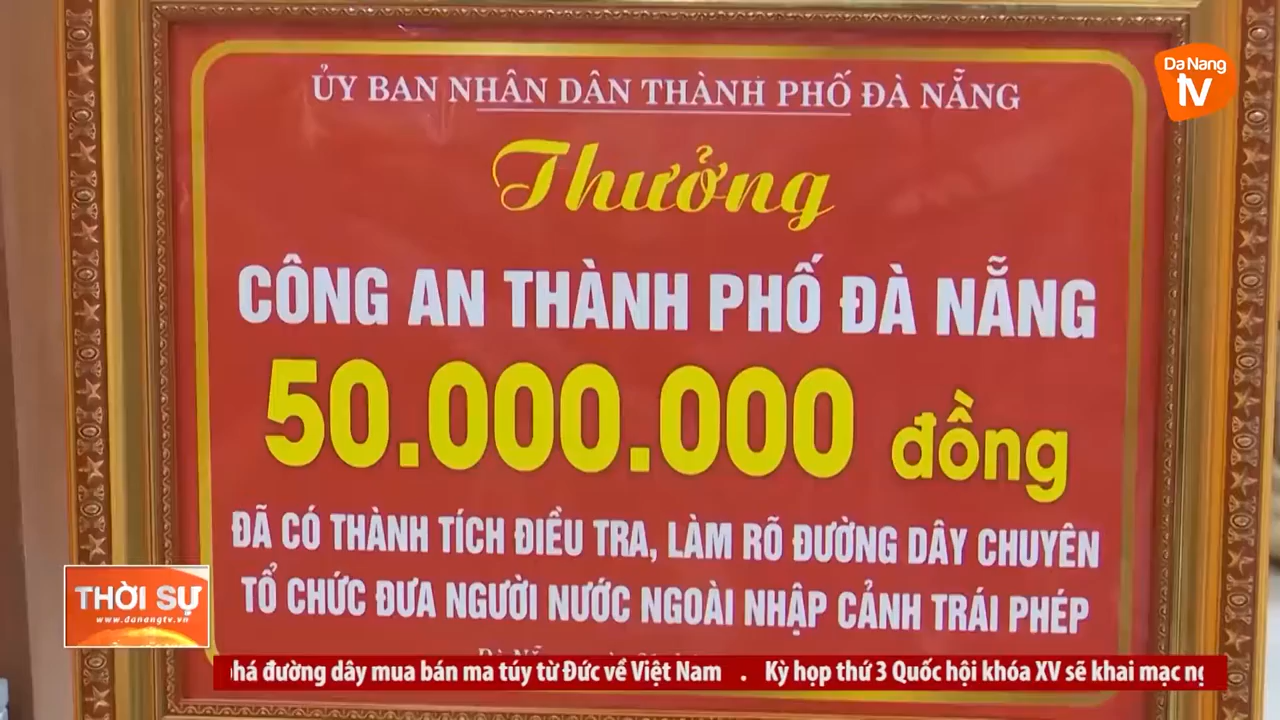 Da Nang
tv
ỦY BAN NHÂN DÂN THÀNH PHỐ ĐÀ NẴNG
Thưởng
CÔNG AN THÀNH PHỐ ĐÀ NẴNG
50.000.000 đồng
ĐÃ CÓ THÀNH TÍCH ĐIỀU TRA, LÀM RÕ ĐƯỜNG DÂY CHUYÊN
TỔ CHỨC ĐƯA NGƯỜI NƯỚC NGOÀI NHẬP CẢNH TRÁI PHÉP
THỜI SỰ
www.danangtv.vn
phá đường dây mua bán ma túy từ Đức về Việt Nam . Kỳ họp thứ 3 Quốc hội khóa XV sẽ khai mạc